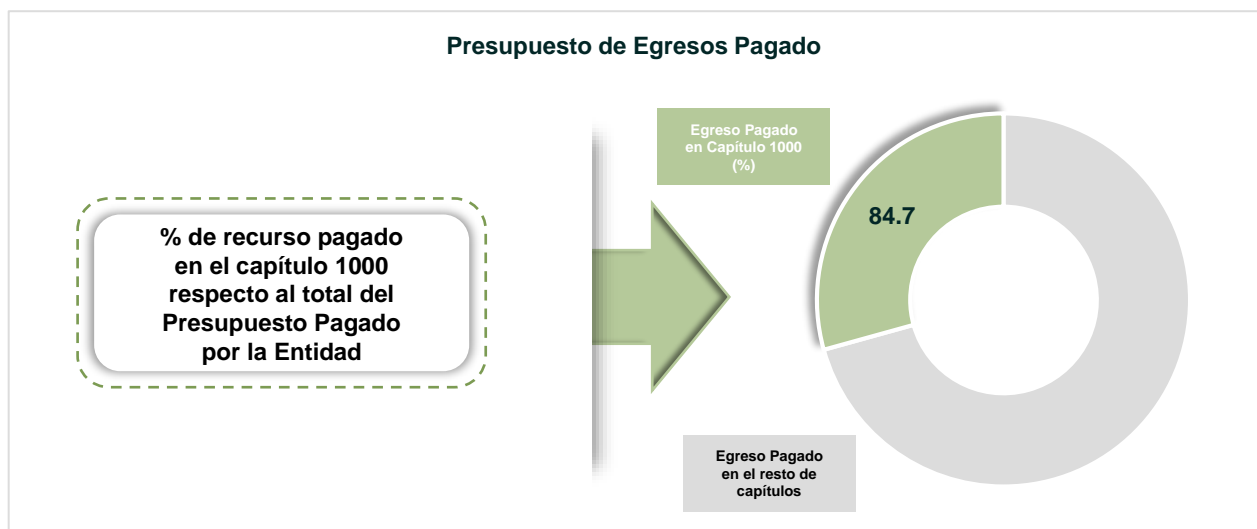 Presupuesto de Egresos Pagado
Egreso Pagado
en Capítulo 1000
(%)
% de recurso pagado
en el capítulo 1000
respecto al total del
Presupuesto Pagado
por la Entidad
84.7
Egreso Pagado
en el resto de
capítulos